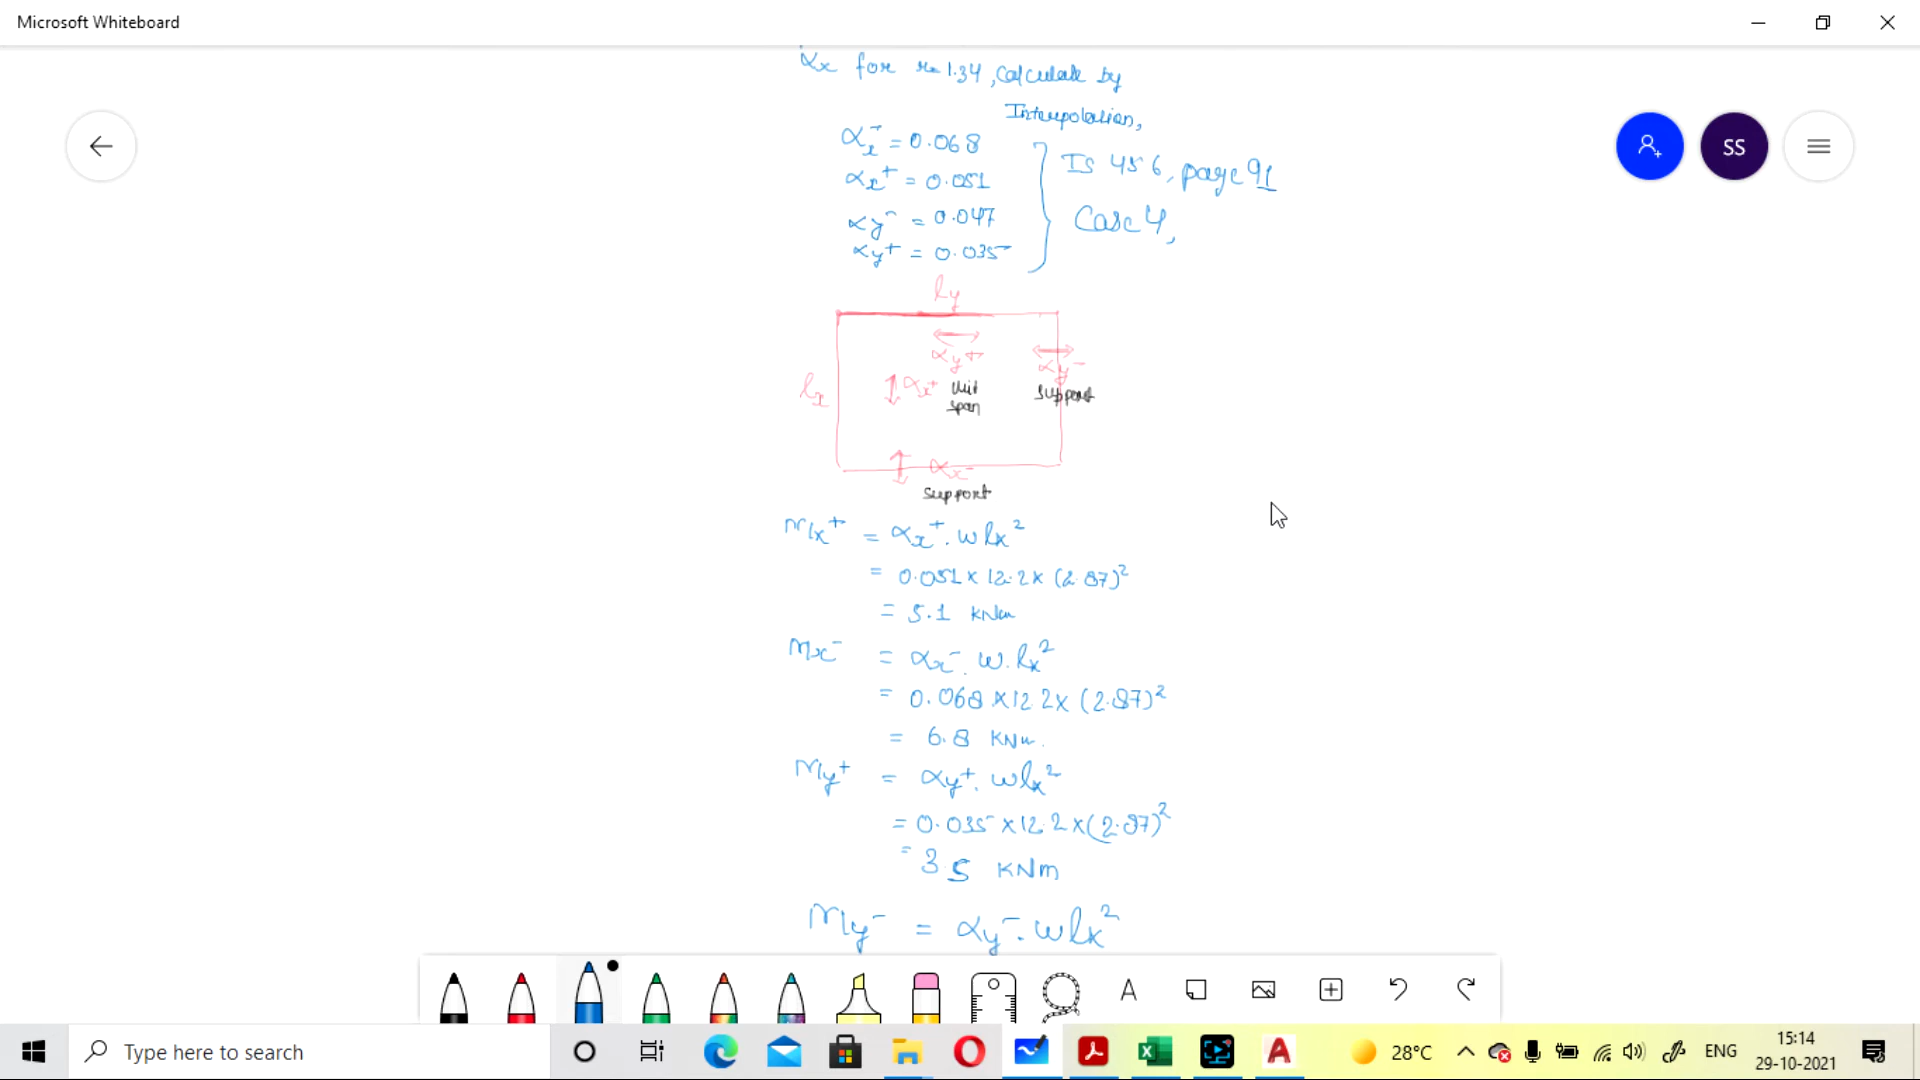 Microsoft Whiteboard
αx for r=1.34, calculate by
Interpolation,
αx⁻ = 0.068
αx⁺ = 0.051
αy⁻ = 0.047
αy⁺ = 0.035
IS 456, page 91
Case 4,
SS
ly
αy⁺
αy⁻
lx
αx⁺
span
support
αx⁻
support
Mx⁺ = αx⁺. wlx²
= 0.051 x 12.2 x (2.87)²
= 5.1 KNm
Mx⁻ = αx⁻. w.lx²
= 0.068 x 12.2 x (2.87)²
= 6.8 KNm.
My⁺ = αy⁺. wlx²
= 0.035 x 12.2 x (2.87)²
= 3.5 KNm
My⁻ = αy⁻. wlx²
A
Type here to search
28°C
ENG
15:14
29-10-2021